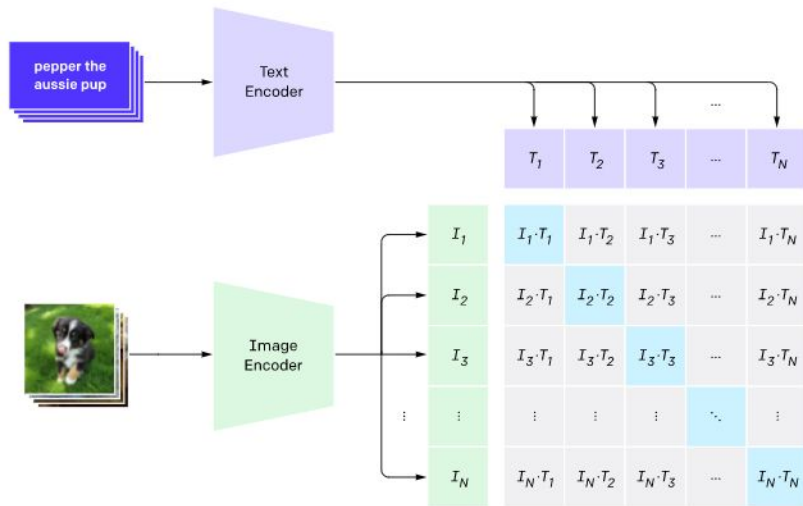 pepper the
aussie pup
Text
Encoder
...
T1 T2 T3 ... TN
I1 I1·T1 I1·T2 I1·T3 ... I1·TN
I2 I2·T1 I2·T2 I2·T3 ... I2·TN
Image
Encoder
I3 I3·T1 I3·T2 I3·T3 ... I3·TN
⋮ ⋮ ⋮ ⋮ ⋮ ⋱ ⋮
IN IN·T1 IN·T2 IN·T3 ... IN·TN